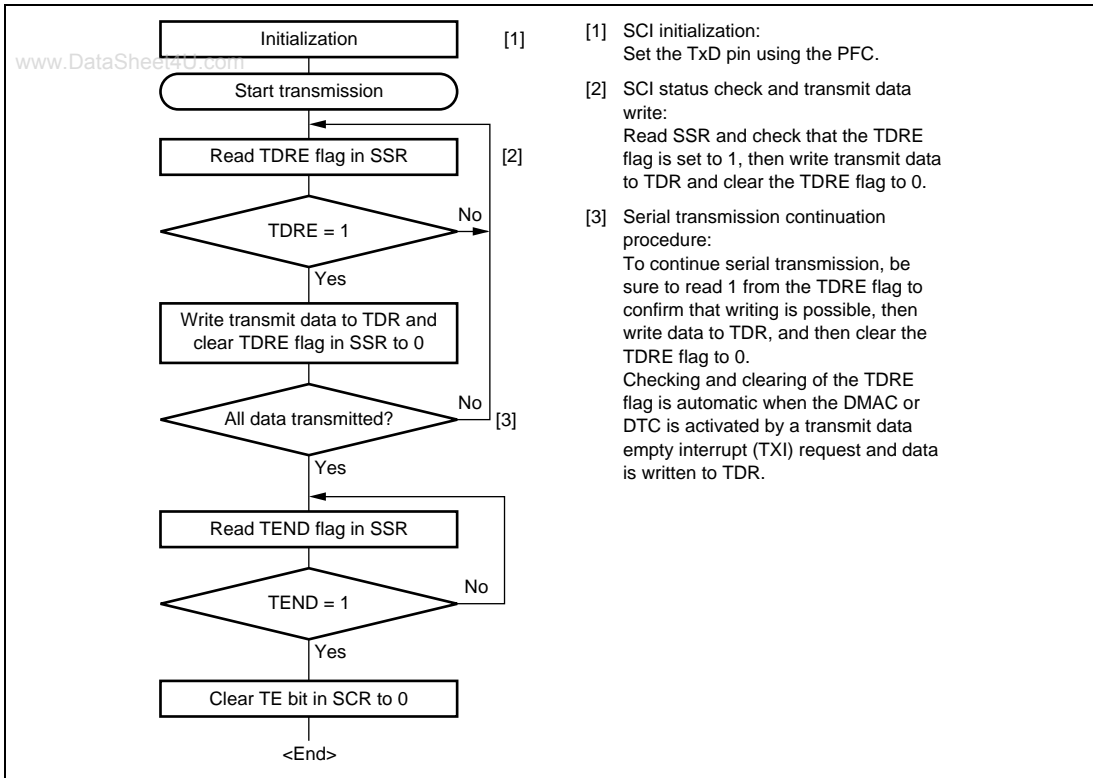 www.DataSheet4U.com
Initialization
[1]
Start transmission
Read TDRE flag in SSR
[2]
TDRE = 1
No
Yes
Write transmit data to TDR and
clear TDRE flag in SSR to 0
All data transmitted?
No
[3]
Yes
Read TEND flag in SSR
TEND = 1
No
Yes
Clear TE bit in SCR to 0
<End>
[1] SCI initialization:
Set the TxD pin using the PFC.
[2] SCI status check and transmit data
write:
Read SSR and check that the TDRE
flag is set to 1, then write transmit data
to TDR and clear the TDRE flag to 0.
[3] Serial transmission continuation
procedure:
To continue serial transmission, be
sure to read 1 from the TDRE flag to
confirm that writing is possible, then
write data to TDR, and then clear the
TDRE flag to 0.
Checking and clearing of the TDRE
flag is automatic when the DMAC or
DTC is activated by a transmit data
empty interrupt (TXI) request and data
is written to TDR.